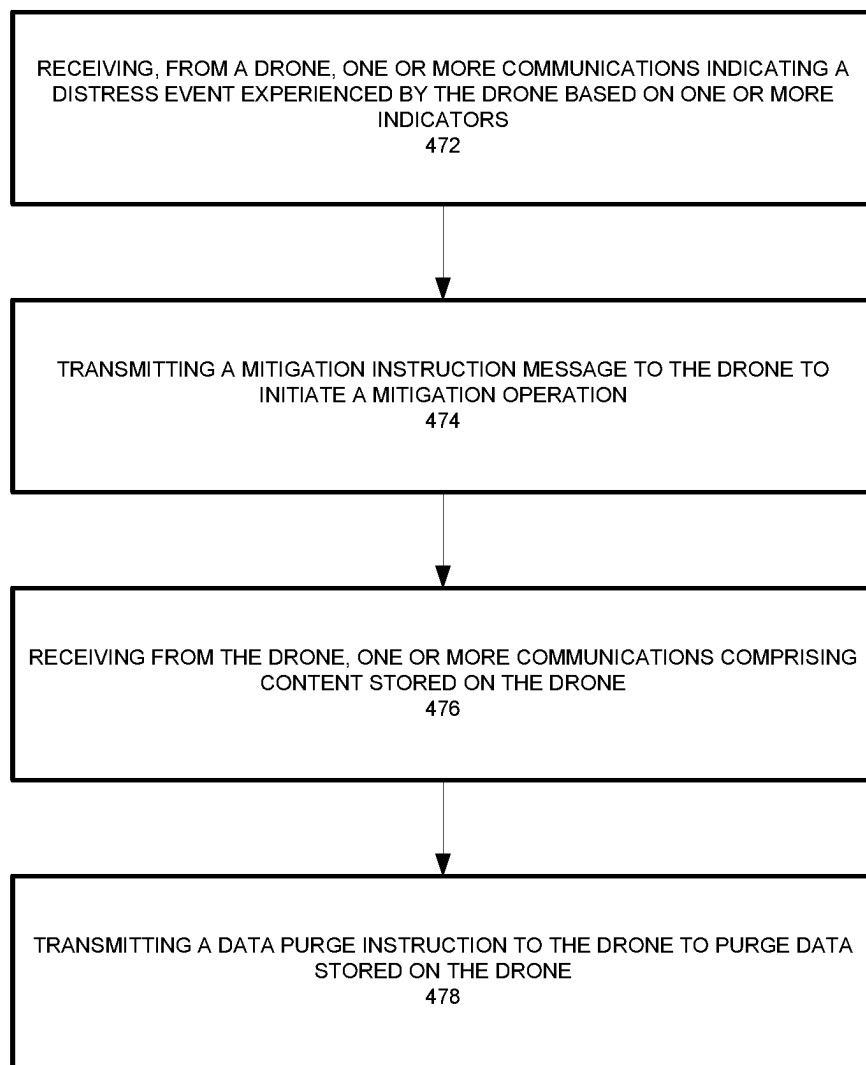 RECEIVING, FROM A DRONE, ONE OR MORE COMMUNICATIONS INDICATING A
DISTRESS EVENT EXPERIENCED BY THE DRONE BASED ON ONE OR MORE
INDICATORS
472
TRANSMITTING A MITIGATION INSTRUCTION MESSAGE TO THE DRONE TO
INITIATE A MITIGATION OPERATION
474
RECEIVING FROM THE DRONE, ONE OR MORE COMMUNICATIONS COMPRISING
CONTENT STORED ON THE DRONE
476
TRANSMITTING A DATA PURGE INSTRUCTION TO THE DRONE TO PURGE DATA
STORED ON THE DRONE
478